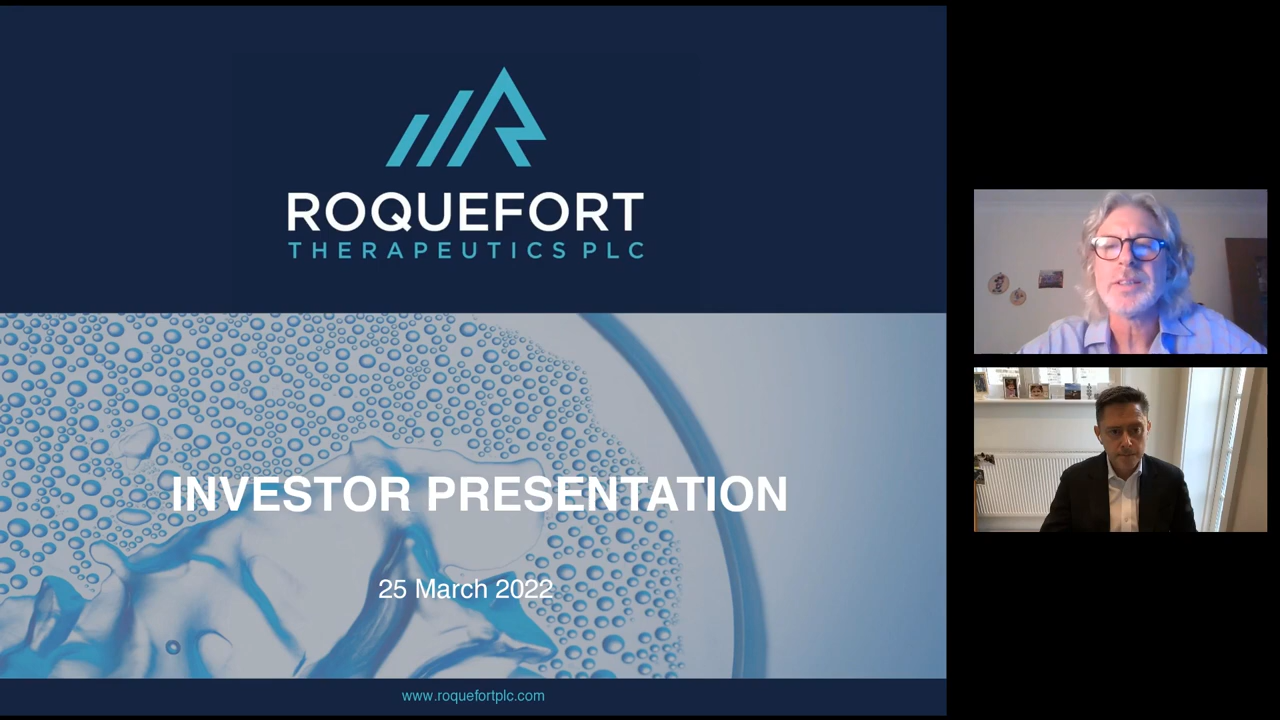 ROQUEFORT
THERAPEUTICS PLC
INVESTOR PRESENTATION
25 March 2022
www.roquefortplc.com